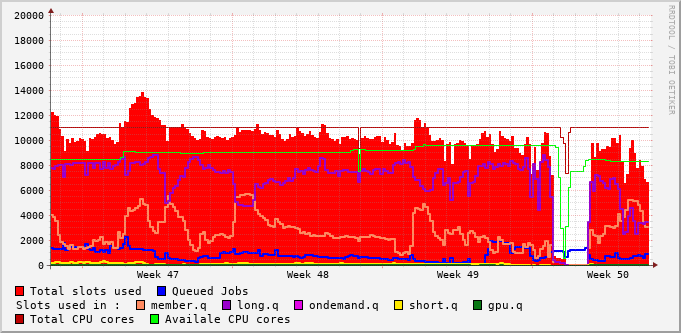 20000
18000
16000
14000
12000
10000
8000
6000
4000
2000
0
Week 47 Week 48 Week 49 Week 50
Total slots used Queued Jobs
Slots used in : member.q long.q ondemand.q short.q gpu.q
Total CPU cores Availale CPU cores
RRDTOOL / TOBI OETIKER